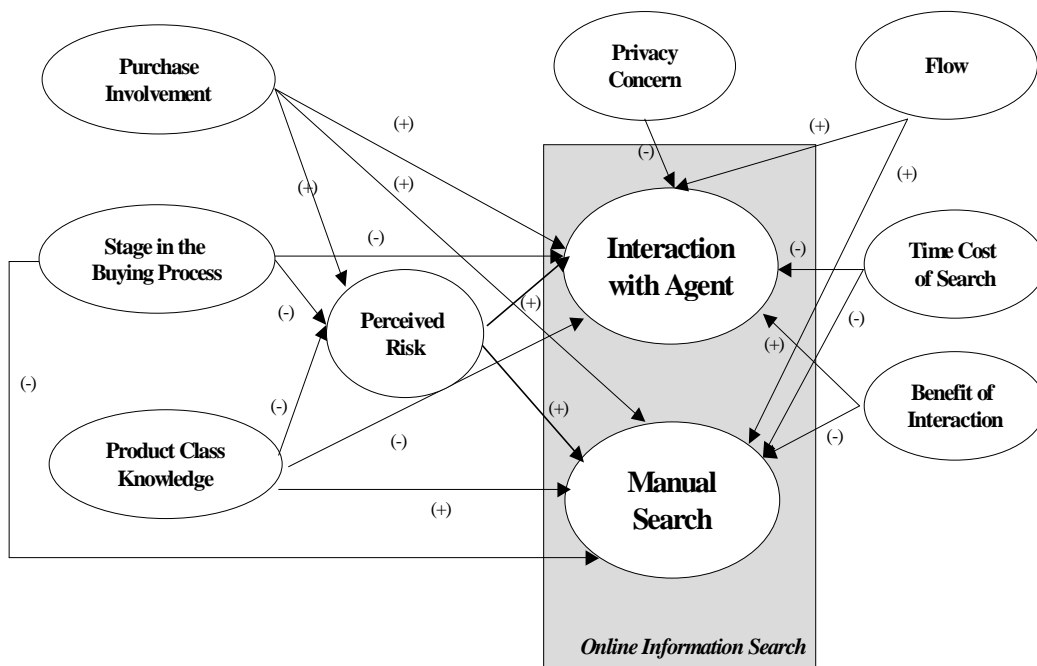 Purchase
Involvement
Privacy
Concern
Flow
(+)
(+)
(-)
(+)
(+)
(+)
Stage in the
Buying Process
(-)
Interaction
with Agent
(-)
Time Cost
of Search
(-)
Perceived
Risk
(+)
(-)
(+)
(-)
(-)
Benefit of
Interaction
(+)
(-)
(-)
Product Class
Knowledge
Manual
Search
(+)
Online Information Search